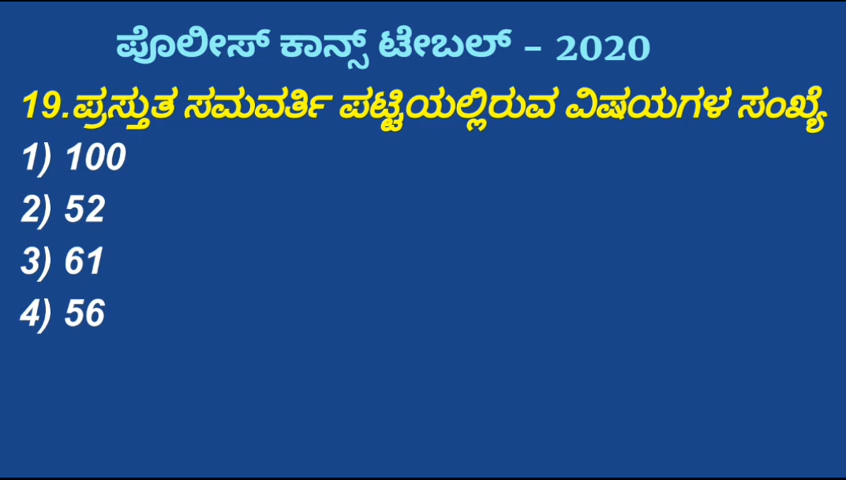 ಪೊಲೀಸ್ ಕಾನ್ಸ್ ಟೇಬಲ್ - 2020
19.ಪ್ರಸ್ತುತ ಸಮವರ್ತಿ ಪಟ್ಟಿಯಲ್ಲಿರುವ ವಿಷಯಗಳ ಸಂಖ್ಯೆ
1) 100
2) 52
3) 61
4) 56